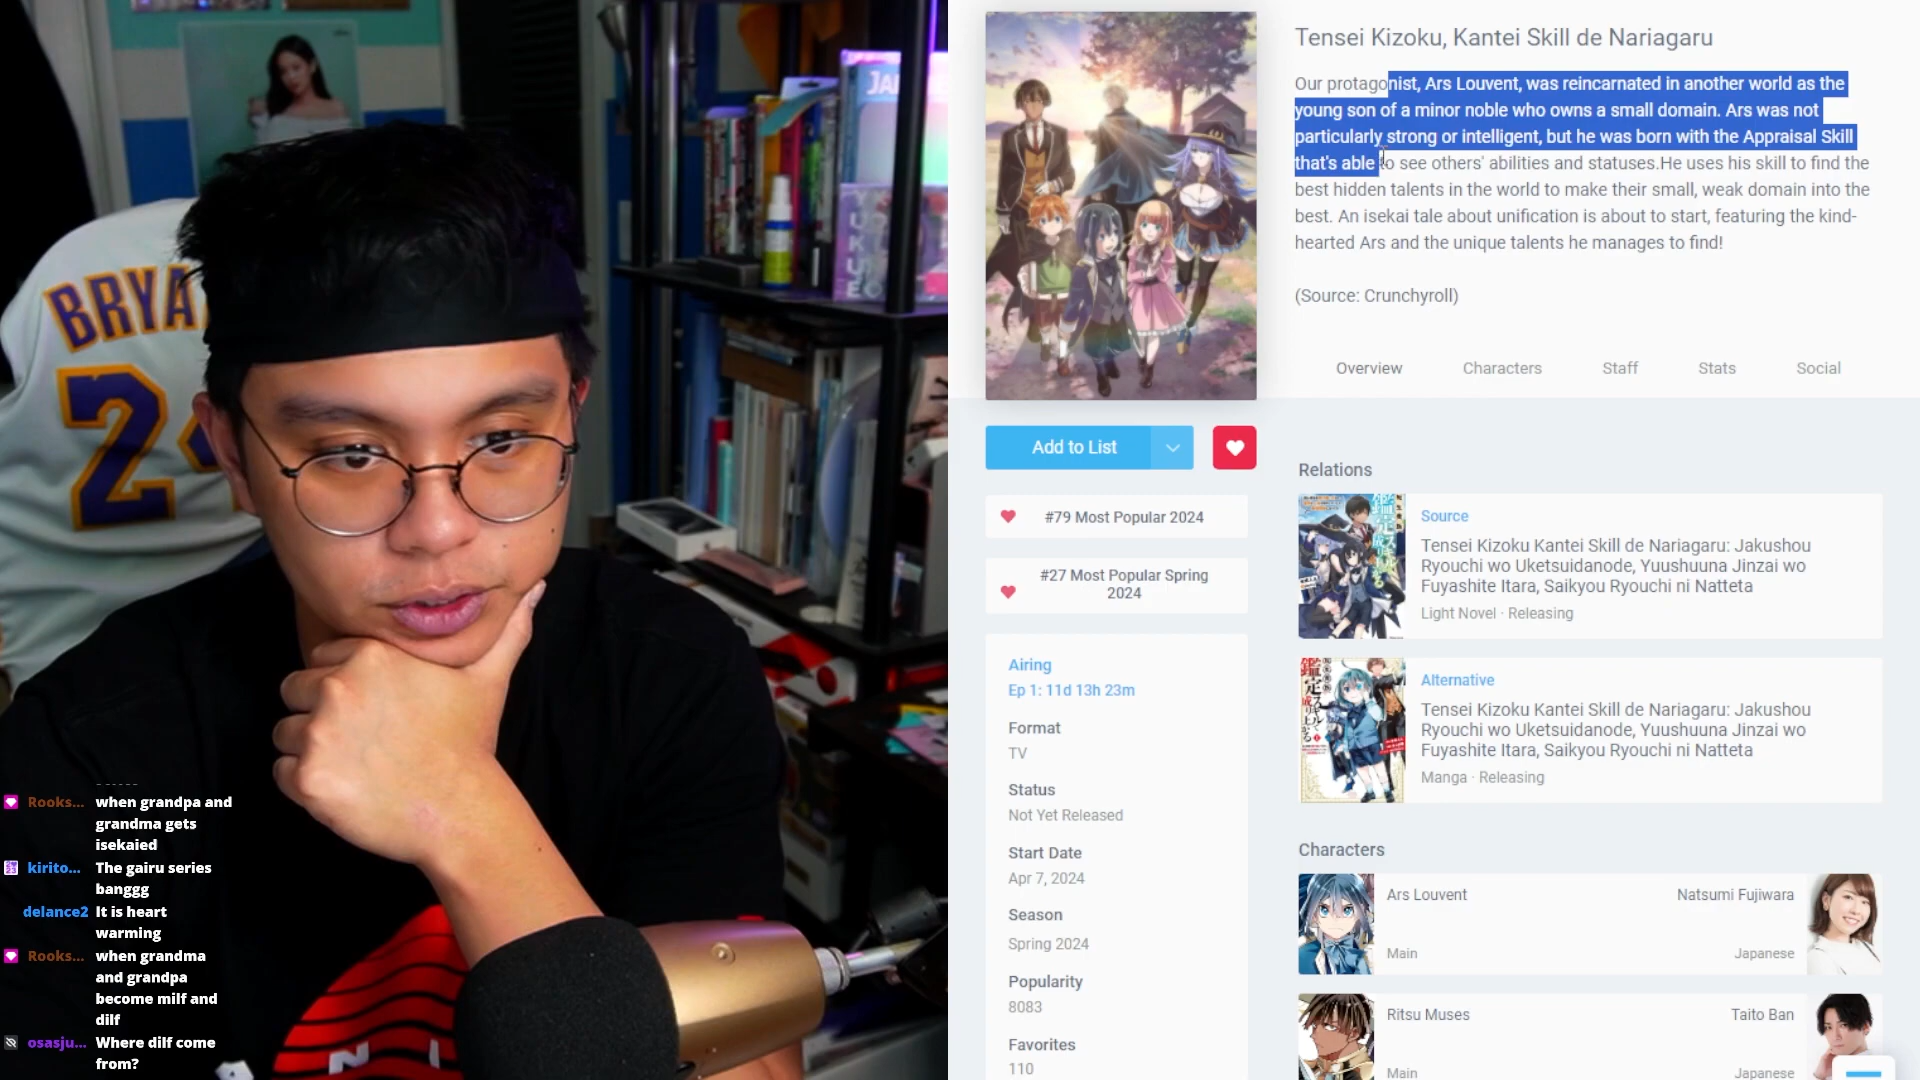 BRYA
24
JA
Rooks...
when grandpa and
grandma gets
isekaied
kirito...
The gairu series
banggg
delance2
It is heart
warming
Rooks...
when grandma
and grandpa
become milf and
dilf
osasju...
Where dilf come
from?
Tensei Kizoku, Kantei Skill de Nariagaru
Our protagonist, Ars Louvent, was reincarnated in another world as the
young son of a minor noble who owns a small domain. Ars was not
particularly strong or intelligent, but he was born with the Appraisal Skill
that's able to see others' abilities and statuses.He uses his skill to find the
best hidden talents in the world to make their small, weak domain into the
best. An isekai tale about unification is about to start, featuring the kind-
hearted Ars and the unique talents he manages to find!
(Source: Crunchyroll)
Overview
Characters
Staff
Stats
Social
Add to List
#79 Most Popular 2024
#27 Most Popular Spring
2024
Airing
Ep 1: 11d 13h 23m
Format
TV
Status
Not Yet Released
Start Date
Apr 7, 2024
Season
Spring 2024
Popularity
8083
Favorites
110
Relations
Source
Tensei Kizoku Kantei Skill de Nariagaru: Jakushou
Ryouchi wo Uketsuidanode, Yuushuuna Jinzai wo
Fuyashite Itara, Saikyou Ryouchi ni Natteta
Light Novel · Releasing
Alternative
Tensei Kizoku Kantei Skill de Nariagaru: Jakushou
Ryouchi wo Uketsuidanode, Yuushuuna Jinzai wo
Fuyashite Itara, Saikyou Ryouchi ni Natteta
Manga · Releasing
Characters
Ars Louvent
Natsumi Fujiwara
Main
Japanese
Ritsu Muses
Taito Ban
Main
Japanese